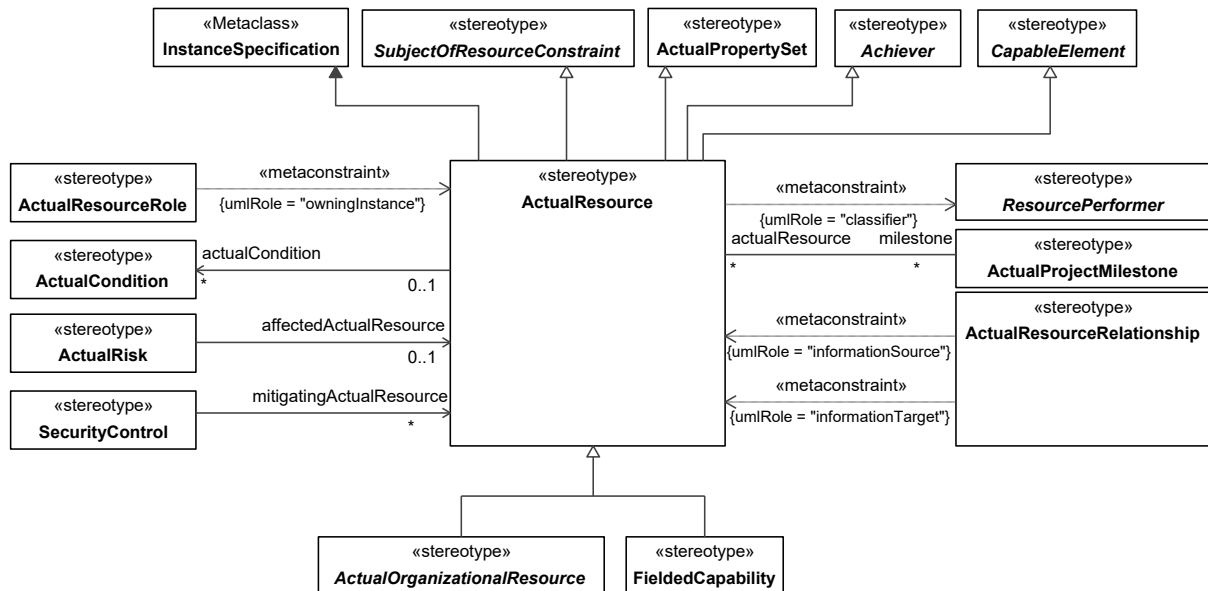 «Metaclass»
InstanceSpecification
«stereotype»
SubjectOfResourceConstraint
«stereotype»
ActualPropertySet
«stereotype»
Achiever
«stereotype»
CapableElement
«stereotype»
ActualResourceRole
«metaconstraint»
{umlRole = "owningInstance"}
«stereotype»
ActualResource
«metaconstraint»
{umlRole = "classifier"}
«stereotype»
ResourcePerformer
«stereotype»
ActualCondition
actualCondition
*
0..1
actualResource
milestone
*
*
«stereotype»
ActualProjectMilestone
«stereotype»
ActualRisk
affectedActualResource
0..1
«metaconstraint»
{umlRole = "informationSource"}
«stereotype»
ActualResourceRelationship
«stereotype»
SecurityControl
mitigatingActualResource
*
«metaconstraint»
{umlRole = "informationTarget"}
«stereotype»
ActualOrganizationalResource
«stereotype»
FieldedCapability